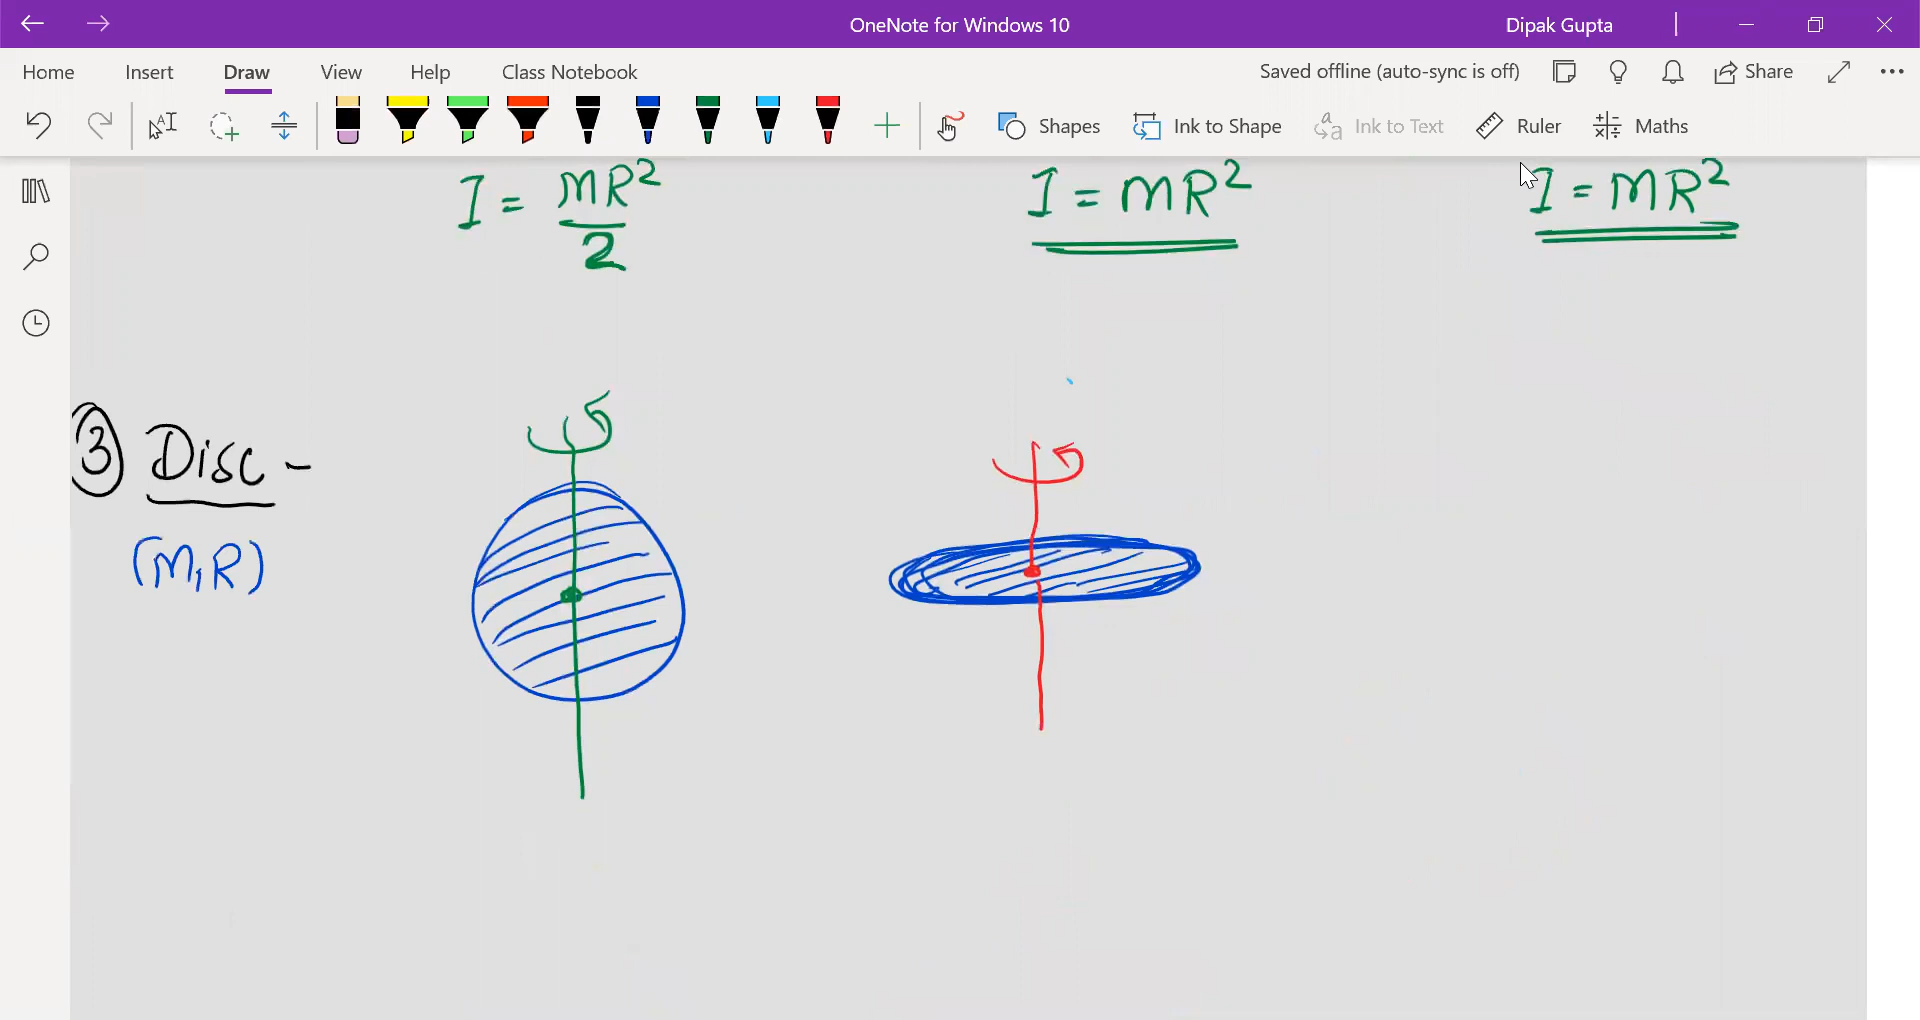 OneNote for Windows 10
Dipak Gupta
Home Insert Draw View Help Class Notebook
Saved offline (auto-sync is off)
Share
Shapes
Ink to Shape
Ink to Text
Ruler
Maths
I = MR²/2
I = MR²
I = MR²
③ Disc -
(M, R)